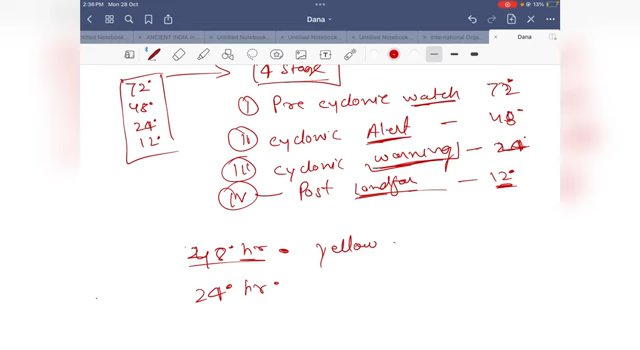 2:36 PM Mon 28 Oct
13%
Dana
Untitled Notebook
ANCIENT INDIA in
Untitled Notebook
Untitled Notebook
International Orga
Dana
72°
48°
24°
12°
4 stage
i) Pre cyclonic watch 72°
ii) cyclonic Alert — 48°
iii) cyclonic warning — 24°
iv — Post landfall — 12°
48° hr • yellow
24° hr •